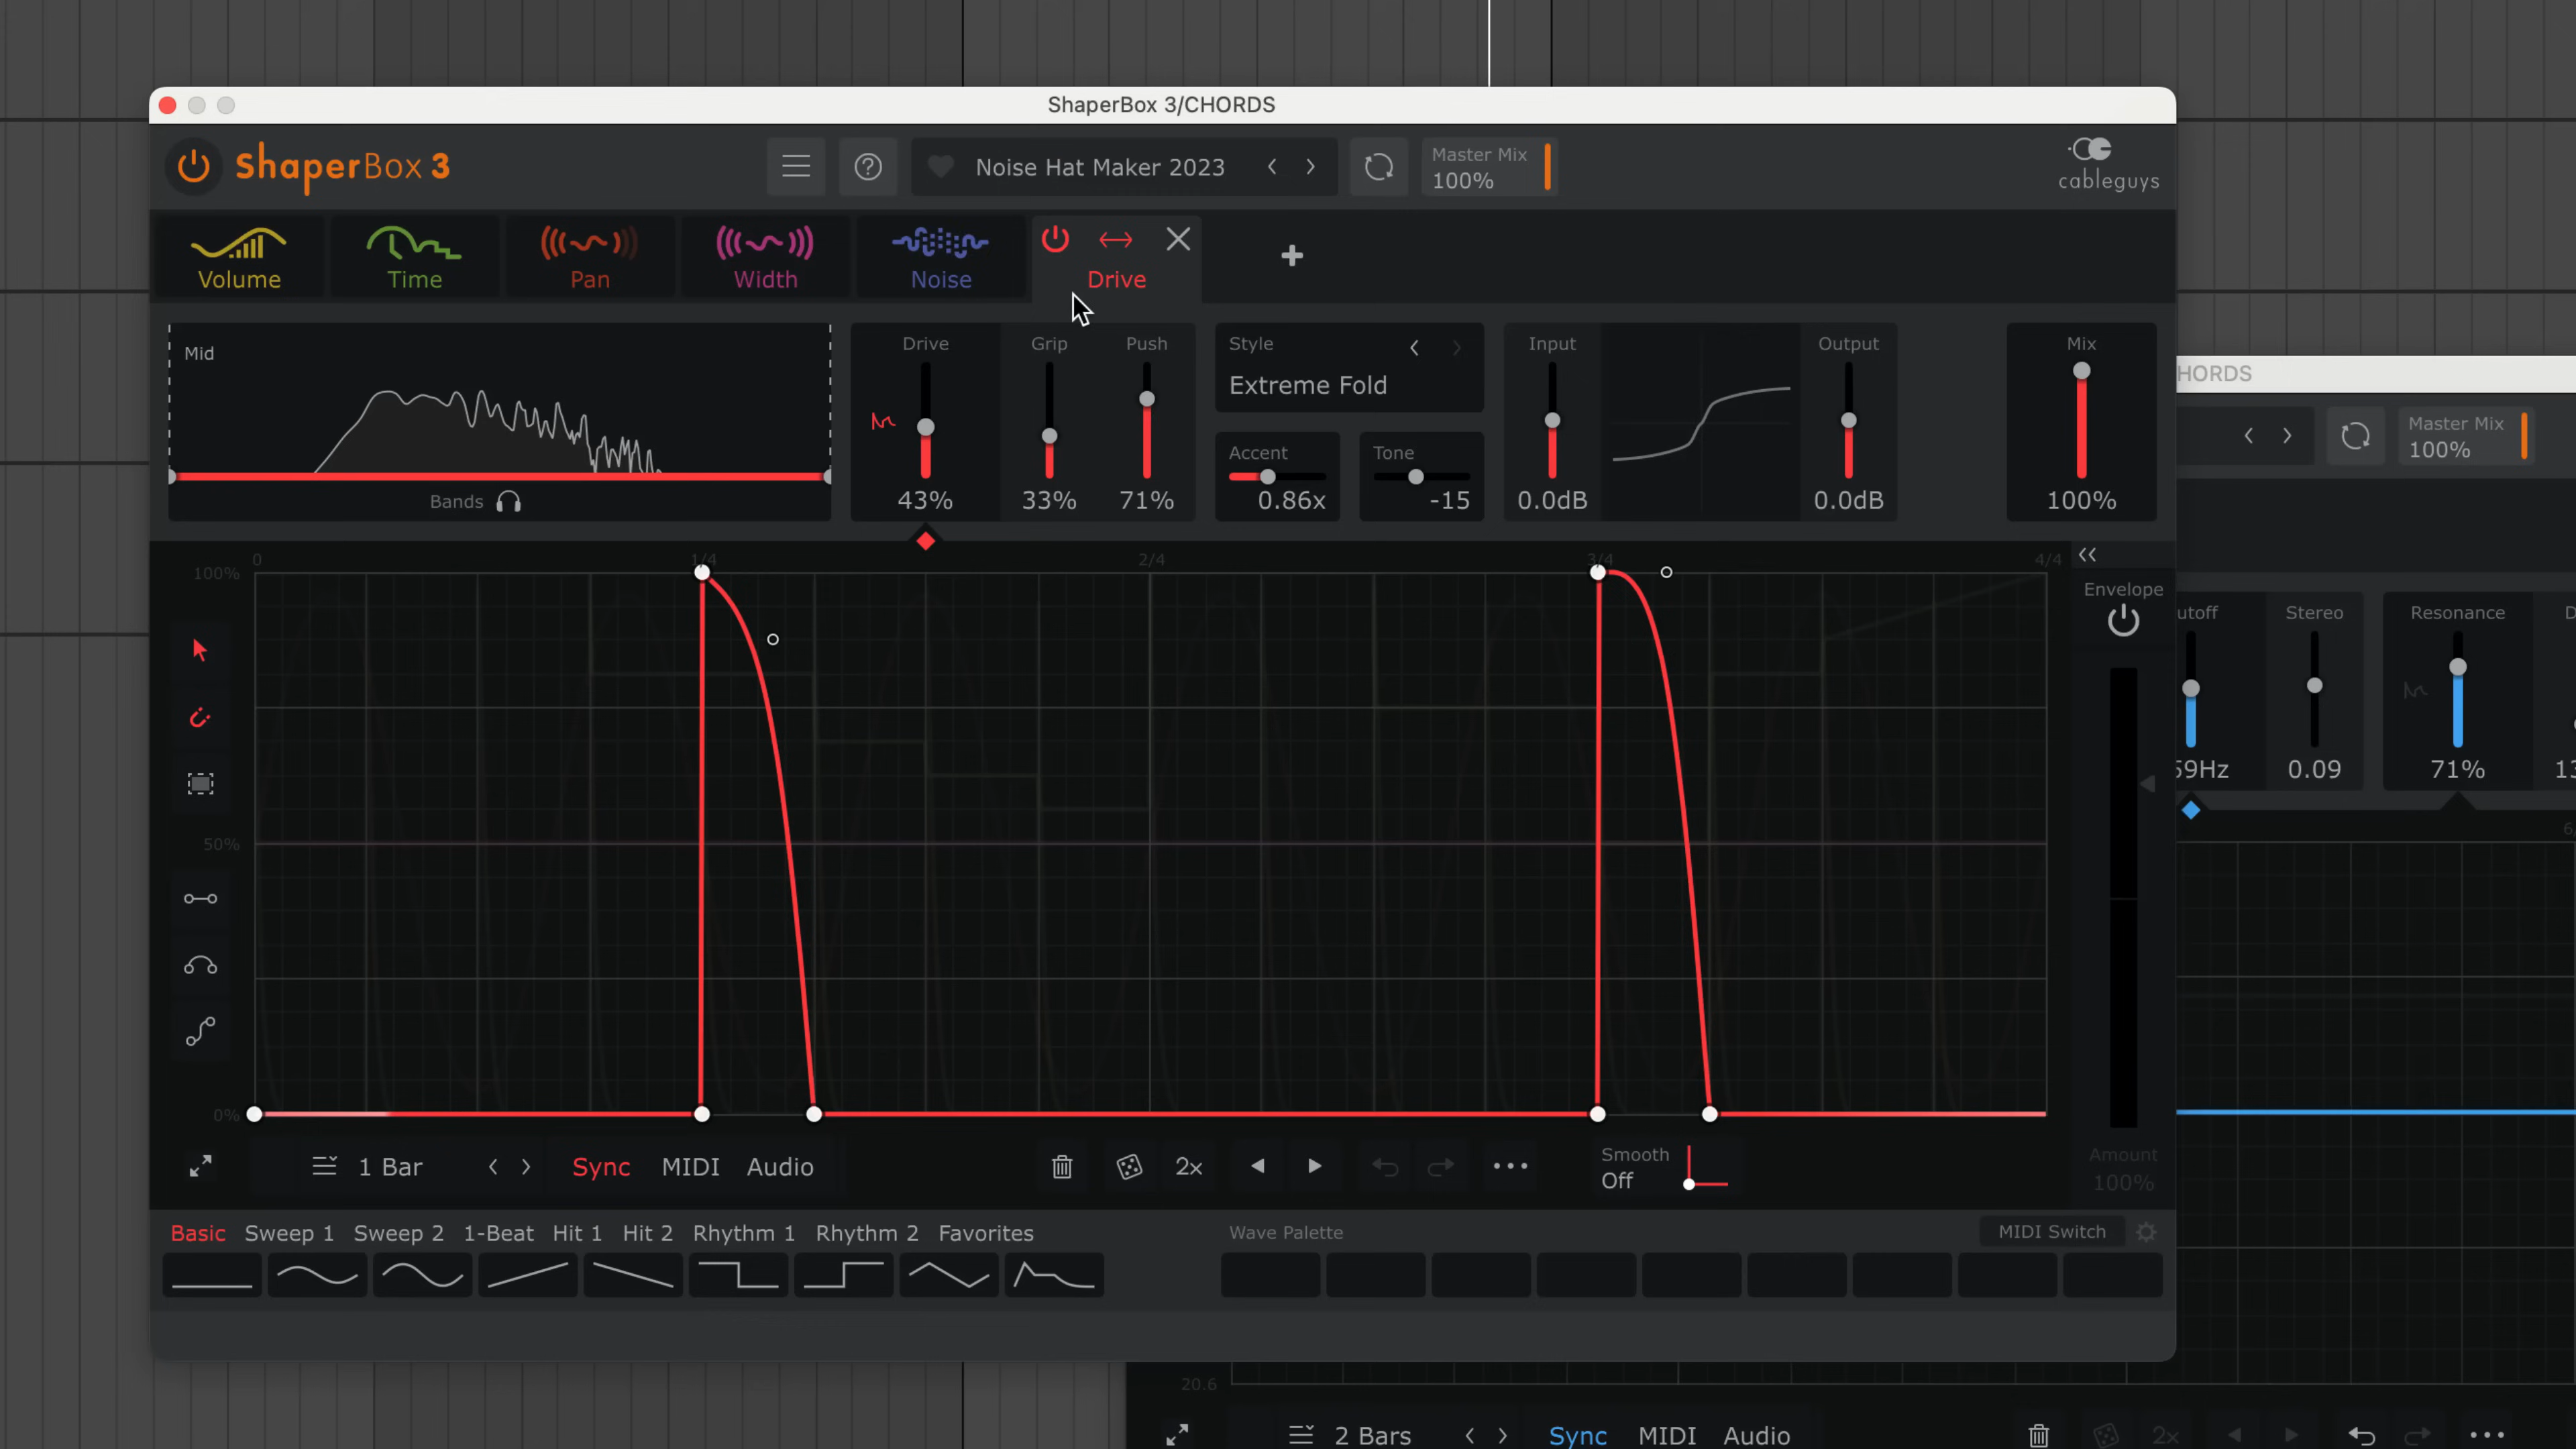 ShaperBox 3/CHORDS
ShaperBox 3
Noise Hat Maker 2023
Master Mix
100%
cableguys
Volume
Time
Pan
Width
Noise
Drive
Mid
Bands
Drive
43%
Grip
33%
Push
71%
Style
Extreme Fold
Accent
0.86x
Tone
-15
Input
0.0dB
Output
0.0dB
Mix
100%
HORDS
Master Mix
100%
0
1/4
2/4
3/4
4/4
100%
50%
0%
Envelope
Amount
100%
utoff
59Hz
Stereo
0.09
Resonance
71%
1 Bar
Sync
MIDI
Audio
2x
Smooth
Off
Basic
Sweep 1
Sweep 2
1-Beat
Hit 1
Hit 2
Rhythm 1
Rhythm 2
Favorites
Wave Palette
MIDI Switch
20.6
2 Bars
Sync
MIDI
Audio
2x